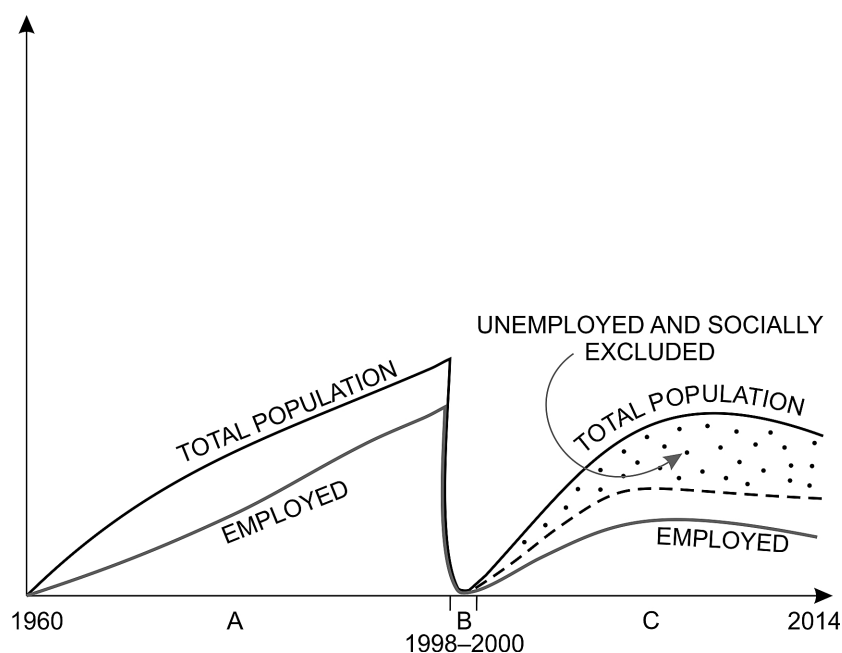 UNEMPLOYED AND SOCIALLY
EXCLUDED
TOTAL POPULATION
TOTAL POPULATION
EMPLOYED
EMPLOYED
1960
A
B
C
2014
1998–2000